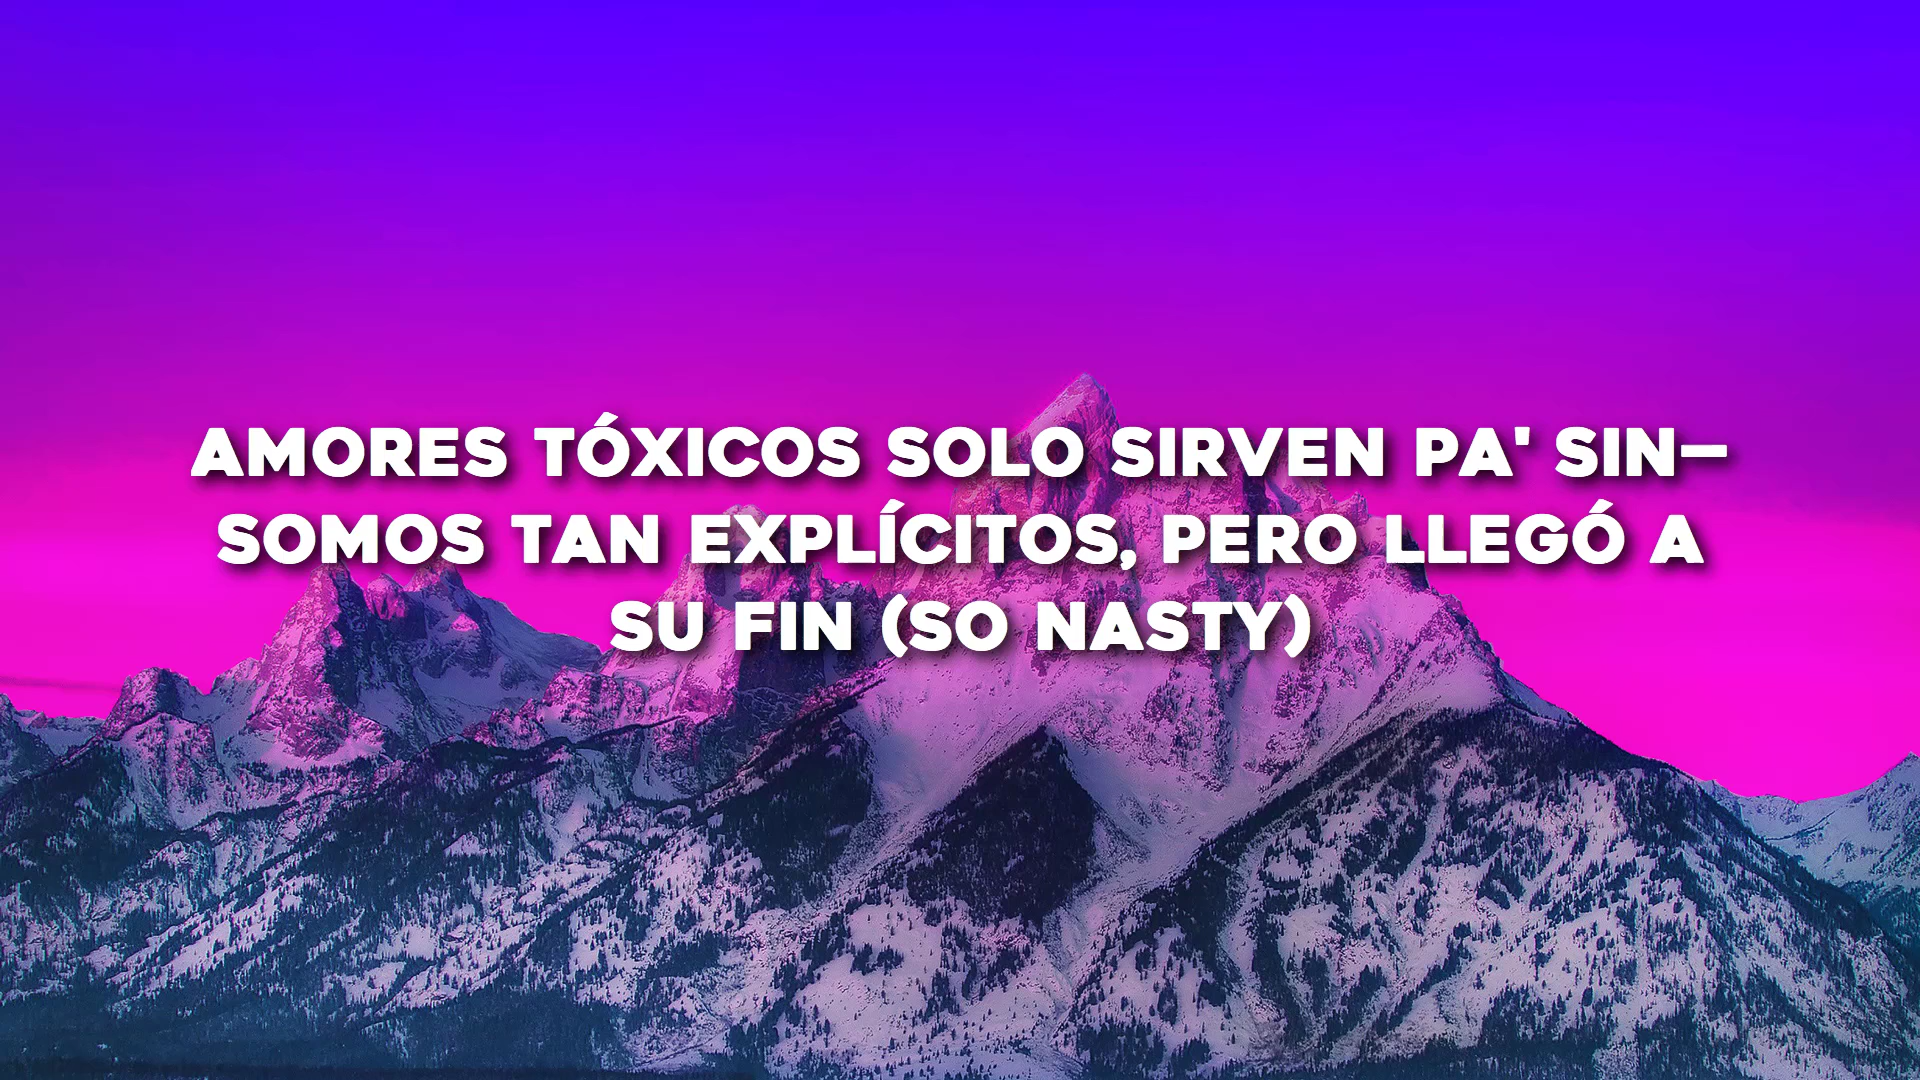 AMORES TÓXICOS SOLO SIRVEN PA' SIN—
SOMOS TAN EXPLÍCITOS, PERO LLEGÓ A
SU FIN (SO NASTY)